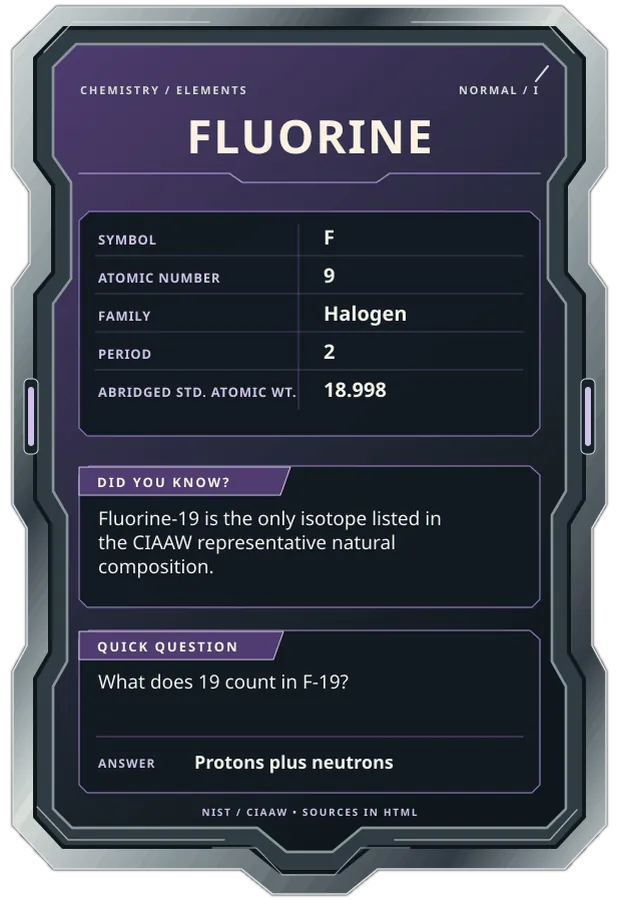 CHEMISTRY / ELEMENTS
NORMAL / I
FLUORINE
SYMBOL F
ATOMIC NUMBER 9
FAMILY Halogen
PERIOD 2
ABRIDGED STD. ATOMIC WT. 18.998
DID YOU KNOW?
Fluorine-19 is the only isotope listed in
the CIAAW representative natural
composition.
QUICK QUESTION
What does 19 count in F-19?
ANSWER Protons plus neutrons
NIST / CIAAW • SOURCES IN HTML